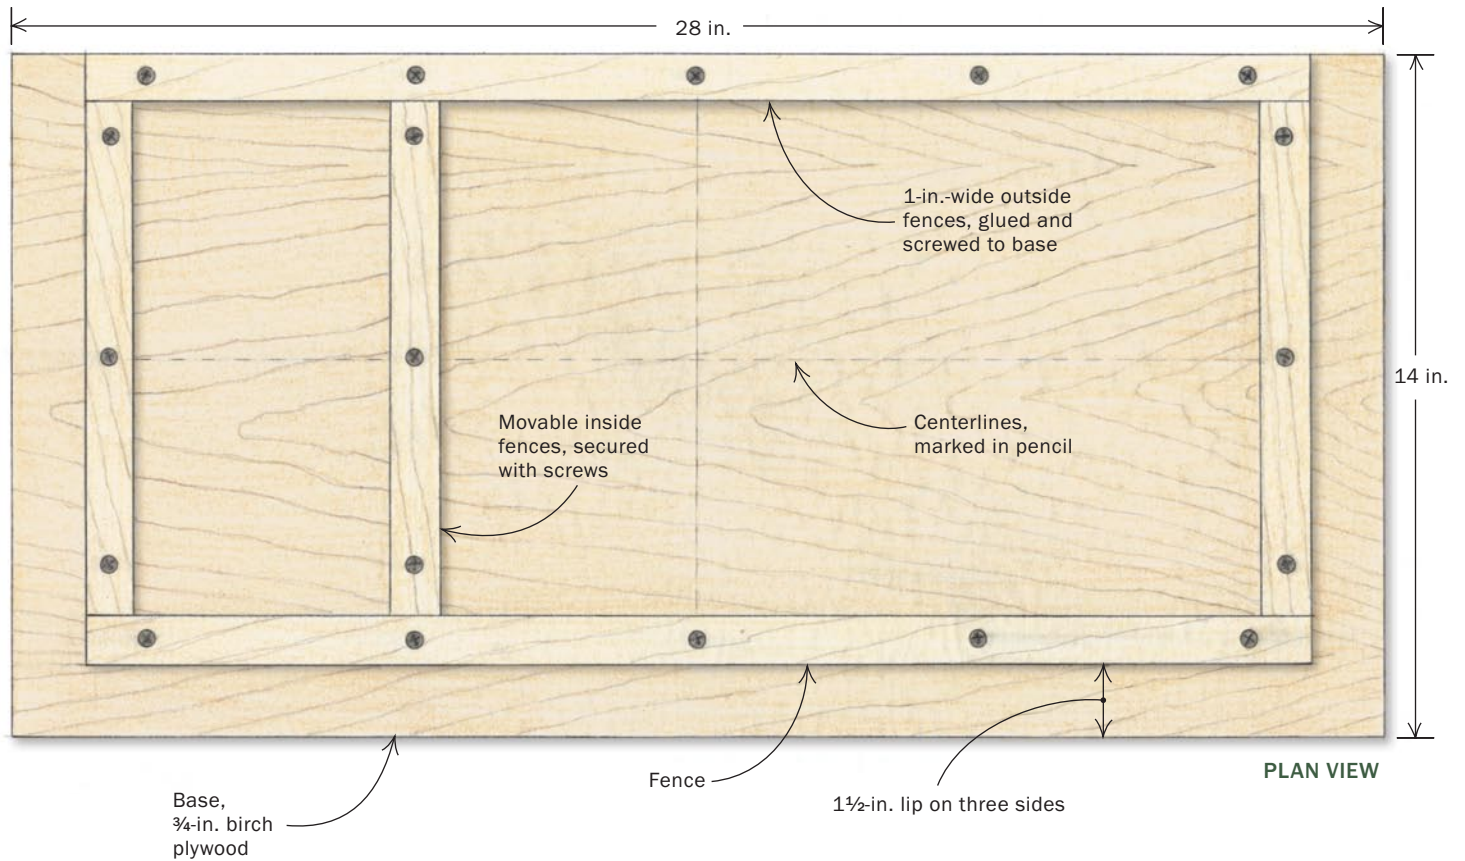 28 in.
1-in.-wide outside
fences, glued and
screwed to base
14 in.
Movable inside
fences, secured
with screws
Centerlines,
marked in pencil
PLAN VIEW
Fence
1½-in. lip on three sides
Base,
¾-in. birch
plywood